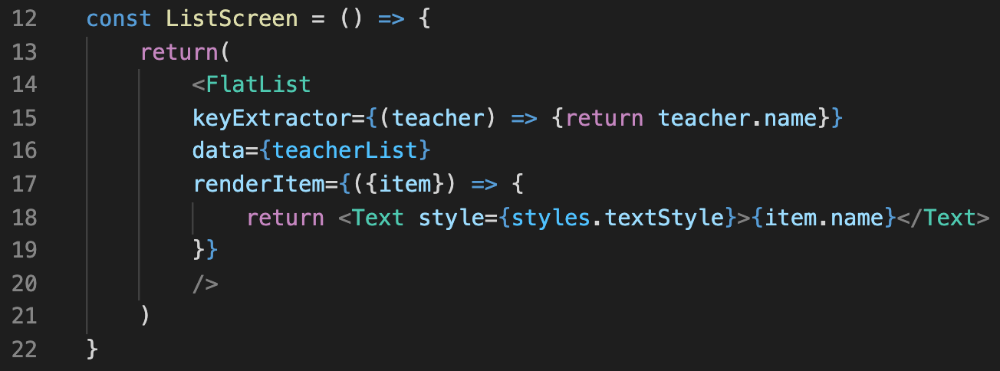 12 const ListScreen = () => {
13 return(
14 <FlatList
15 keyExtractor={(teacher) => {return teacher.name}}
16 data={teacherList}
17 renderItem={({item}) => {
18 return <Text style={styles.textStyle}>{item.name}</Text>
19 }}
20 />
21 )
22 }